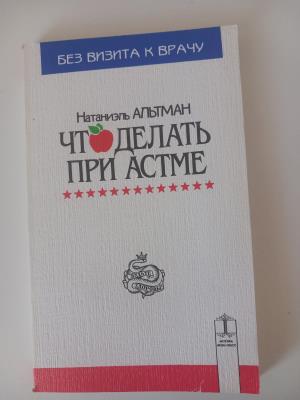 БЕЗ ВИЗИТА К ВРАЧУ
Натаниэль АЛЬТМАН
ЧТО ДЕЛАТЬ
ПРИ АСТМЕ